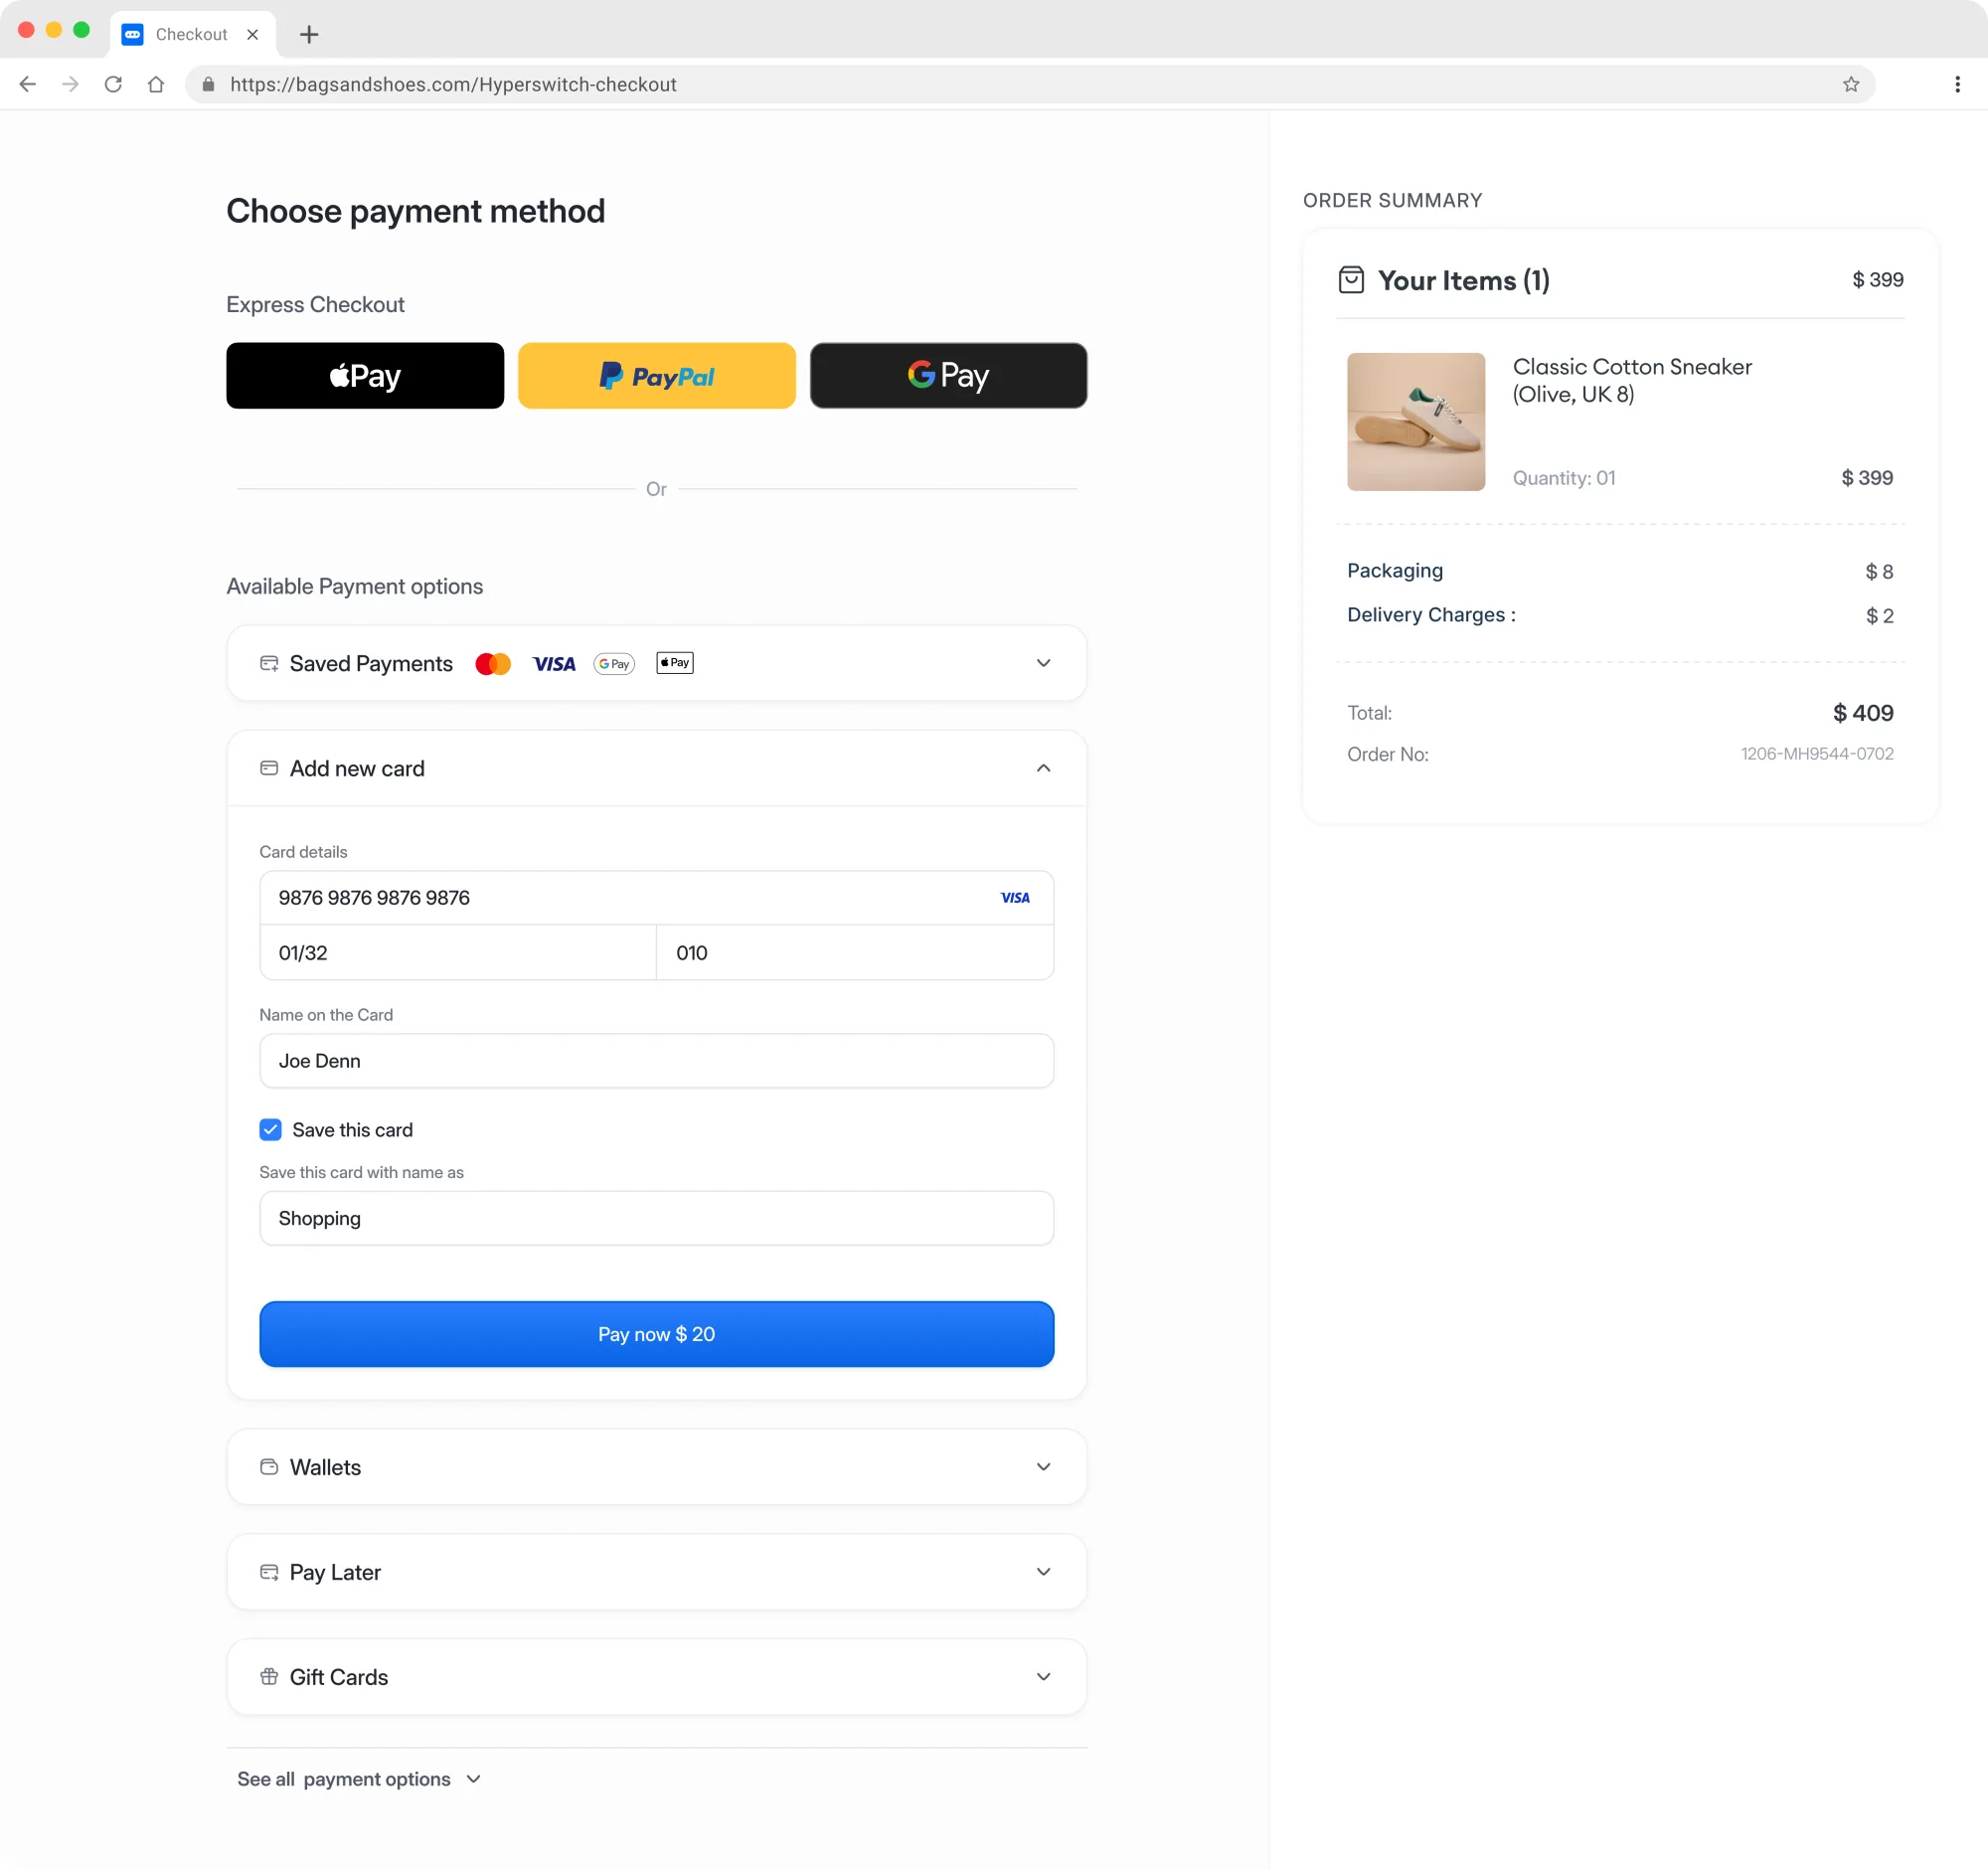 Checkout
https://bagsandshoes.com/Hyperswitch-checkout
Choose payment method
Express Checkout
Pay
PayPal
G Pay
Or
Available Payment options
Saved Payments VISA G Pay Pay
Add new card
Card details
9876 9876 9876 9876 VISA
01/32 010
Name on the Card
Joe Denn
Save this card
Save this card with name as
Shopping
Pay now $ 20
Wallets
Pay Later
Gift Cards
See all payment options
ORDER SUMMARY
Your Items (1) $ 399
Classic Cotton Sneaker
(Olive, UK 8)
Quantity: 01 $ 399
Packaging $ 8
Delivery Charges : $ 2
Total: $ 409
Order No: 1206-MH9544-0702